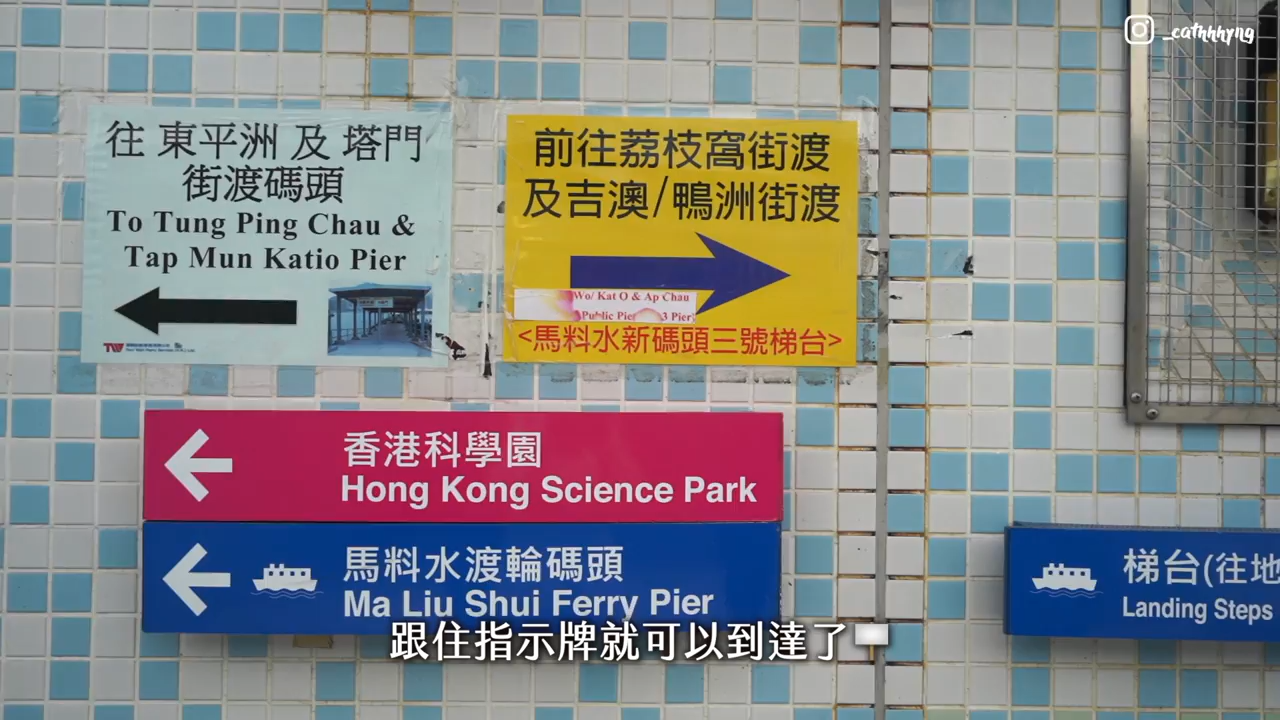 _cathhhyng
往 東平洲 及 塔門
街渡碼頭
To Tung Ping Chau &
Tap Mun Katio Pier
前往荔枝窩街渡
及吉澳/鴨洲街渡
Wo/ Kat O & Ap Chau
Public Pie 3 Pier
<馬料水新碼頭三號梯台>
香港科學園
Hong Kong Science Park
馬料水渡輪碼頭
Ma Liu Shui Ferry Pier
梯台(往地
Landing Steps
跟住指示牌就可以到達了